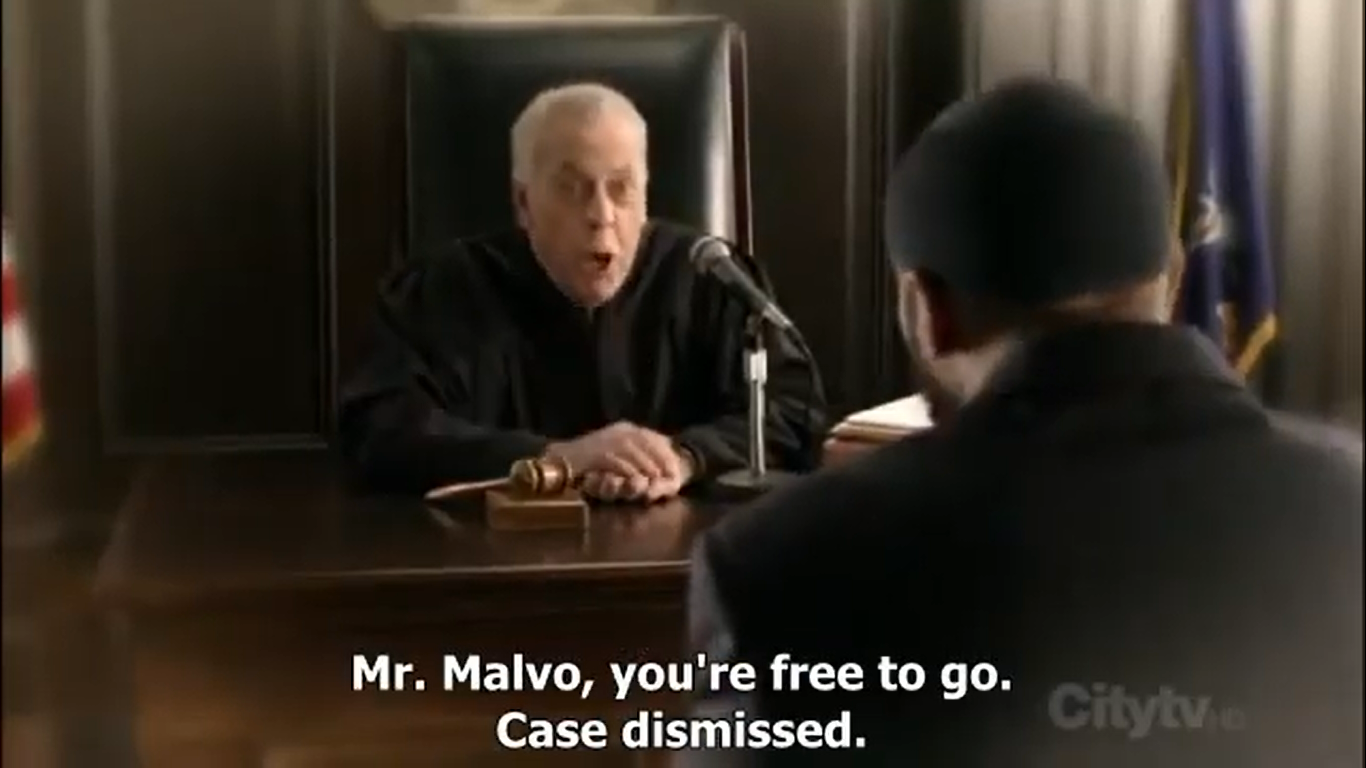 Mr. Malvo, you're free to go.
Case dismissed.
Citytv HD